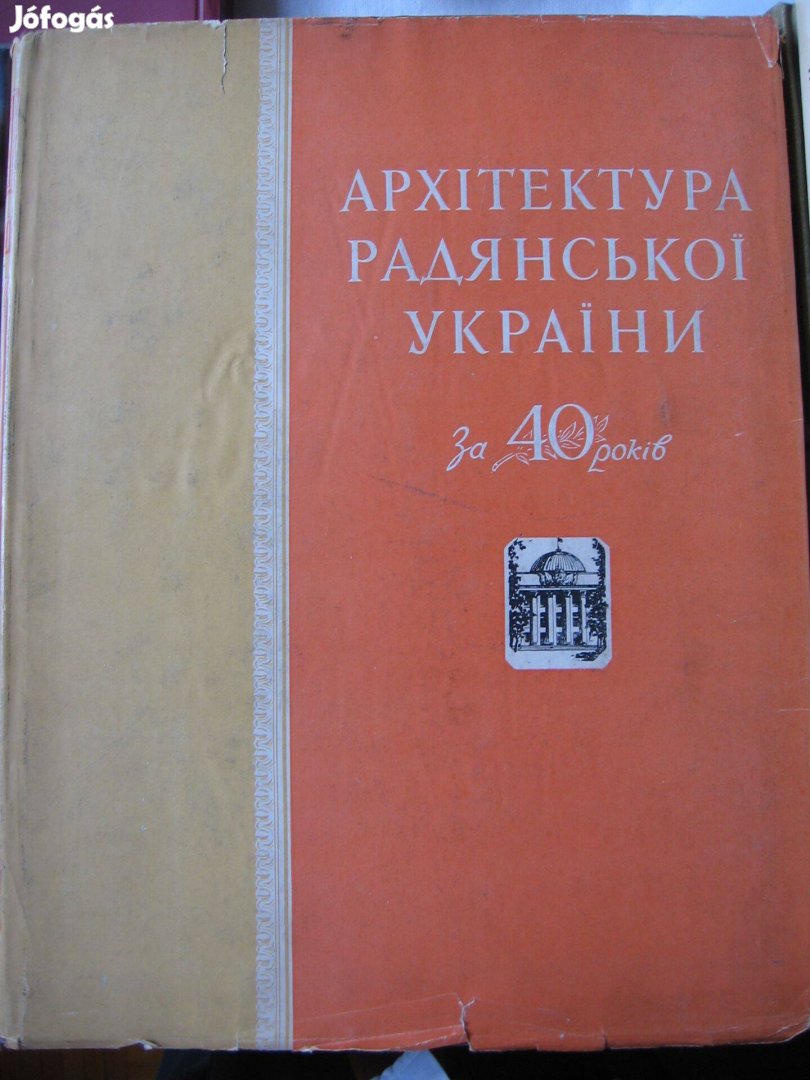 Jófogás
АРХІТЕКТУРА
РАДЯНСЬКОЇ
УКРАЇНИ
за 40 років